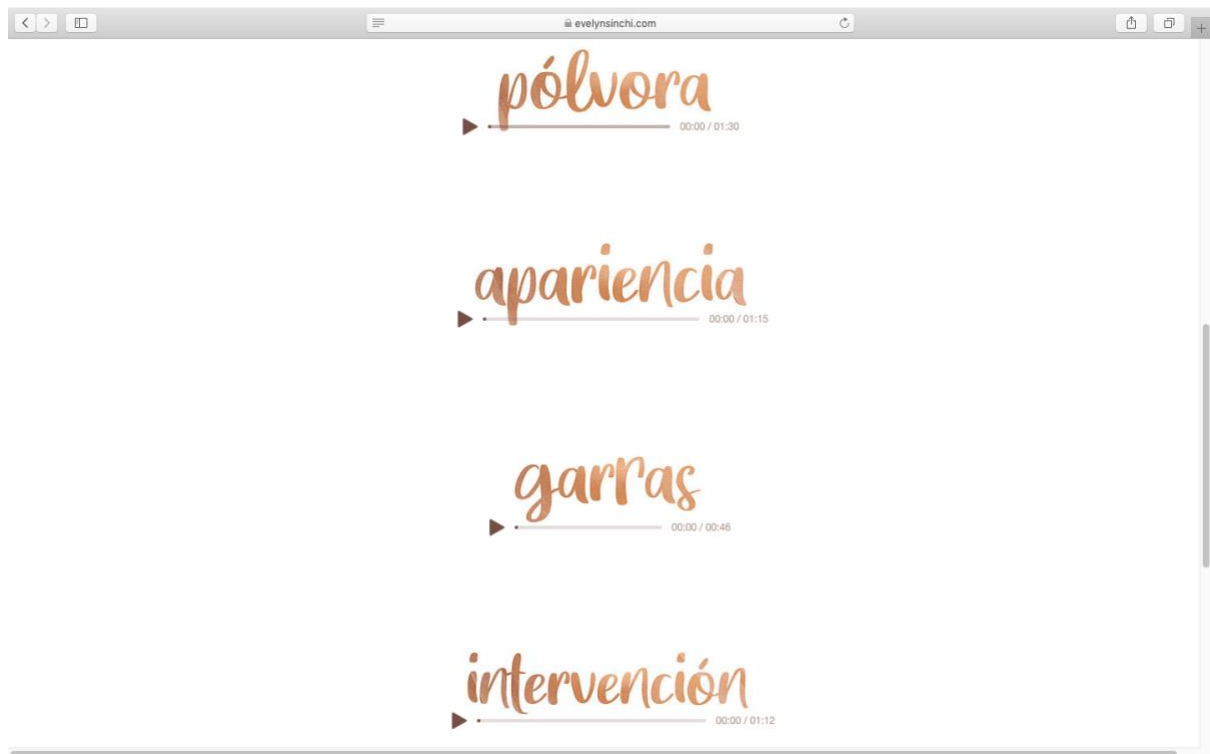 evelynsinchi.com
pólvora
00:00 / 01:30
apariencia
00:00 / 01:15
garras
00:00 / 00:46
intervención
00:00 / 01:12